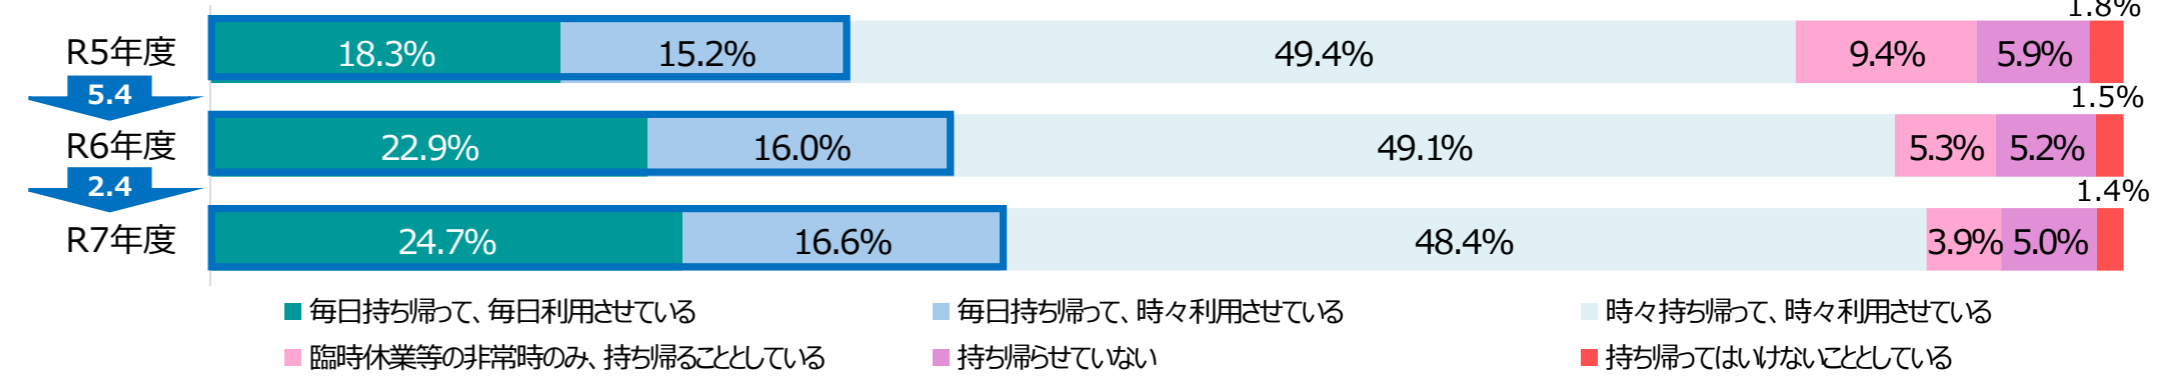 1.8%
R5年度 18.3% 15.2% 49.4% 9.4% 5.9%
5.4
1.5%
R6年度 22.9% 16.0% 49.1% 5.3% 5.2%
2.4
1.4%
R7年度 24.7% 16.6% 48.4% 3.9% 5.0%
毎日持ち帰って、毎日利用させている 毎日持ち帰って、時々利用させている 時々持ち帰って、時々利用させている
臨時休業等の非常時のみ、持ち帰ることとしている 持ち帰らせていない 持ち帰ってはいけないこととしている